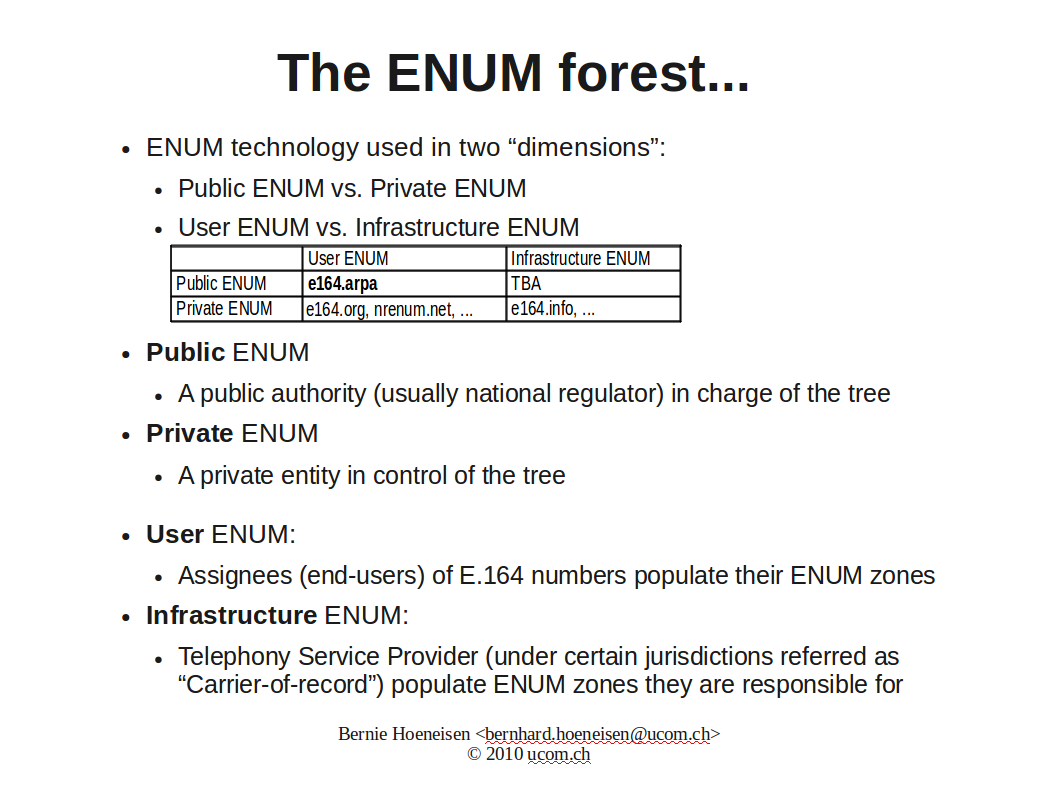 The ENUM forest...
• ENUM technology used in two “dimensions”:
• Public ENUM vs. Private ENUM
• User ENUM vs. Infrastructure ENUM
User ENUM Infrastructure ENUM
Public ENUM e164.arpa TBA
Private ENUM e164.org, nrenum.net, ... e164.info, ...
• Public ENUM
• A public authority (usually national regulator) in charge of the tree
• Private ENUM
• A private entity in control of the tree
• User ENUM:
• Assignees (end-users) of E.164 numbers populate their ENUM zones
• Infrastructure ENUM:
• Telephony Service Provider (under certain jurisdictions referred as
“Carrier-of-record”) populate ENUM zones they are responsible for
Bernie Hoeneisen <bernhard.hoeneisen@ucom.ch>
© 2010 ucom.ch